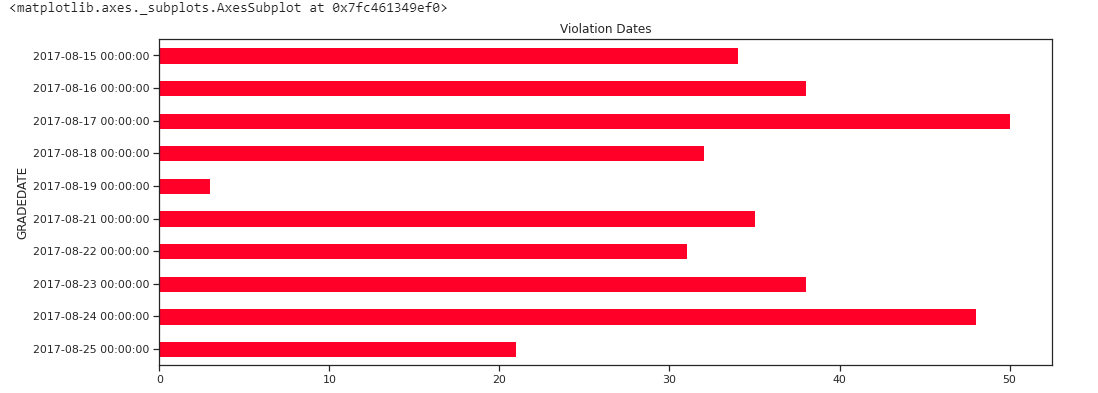 <matplotlib.axes._subplots.AxesSubplot at 0x7fc461349ef0>
Violation Dates
GRADEDATE
2017-08-15 00:00:00
2017-08-16 00:00:00
2017-08-17 00:00:00
2017-08-18 00:00:00
2017-08-19 00:00:00
2017-08-21 00:00:00
2017-08-22 00:00:00
2017-08-23 00:00:00
2017-08-24 00:00:00
2017-08-25 00:00:00
0 10 20 30 40 50